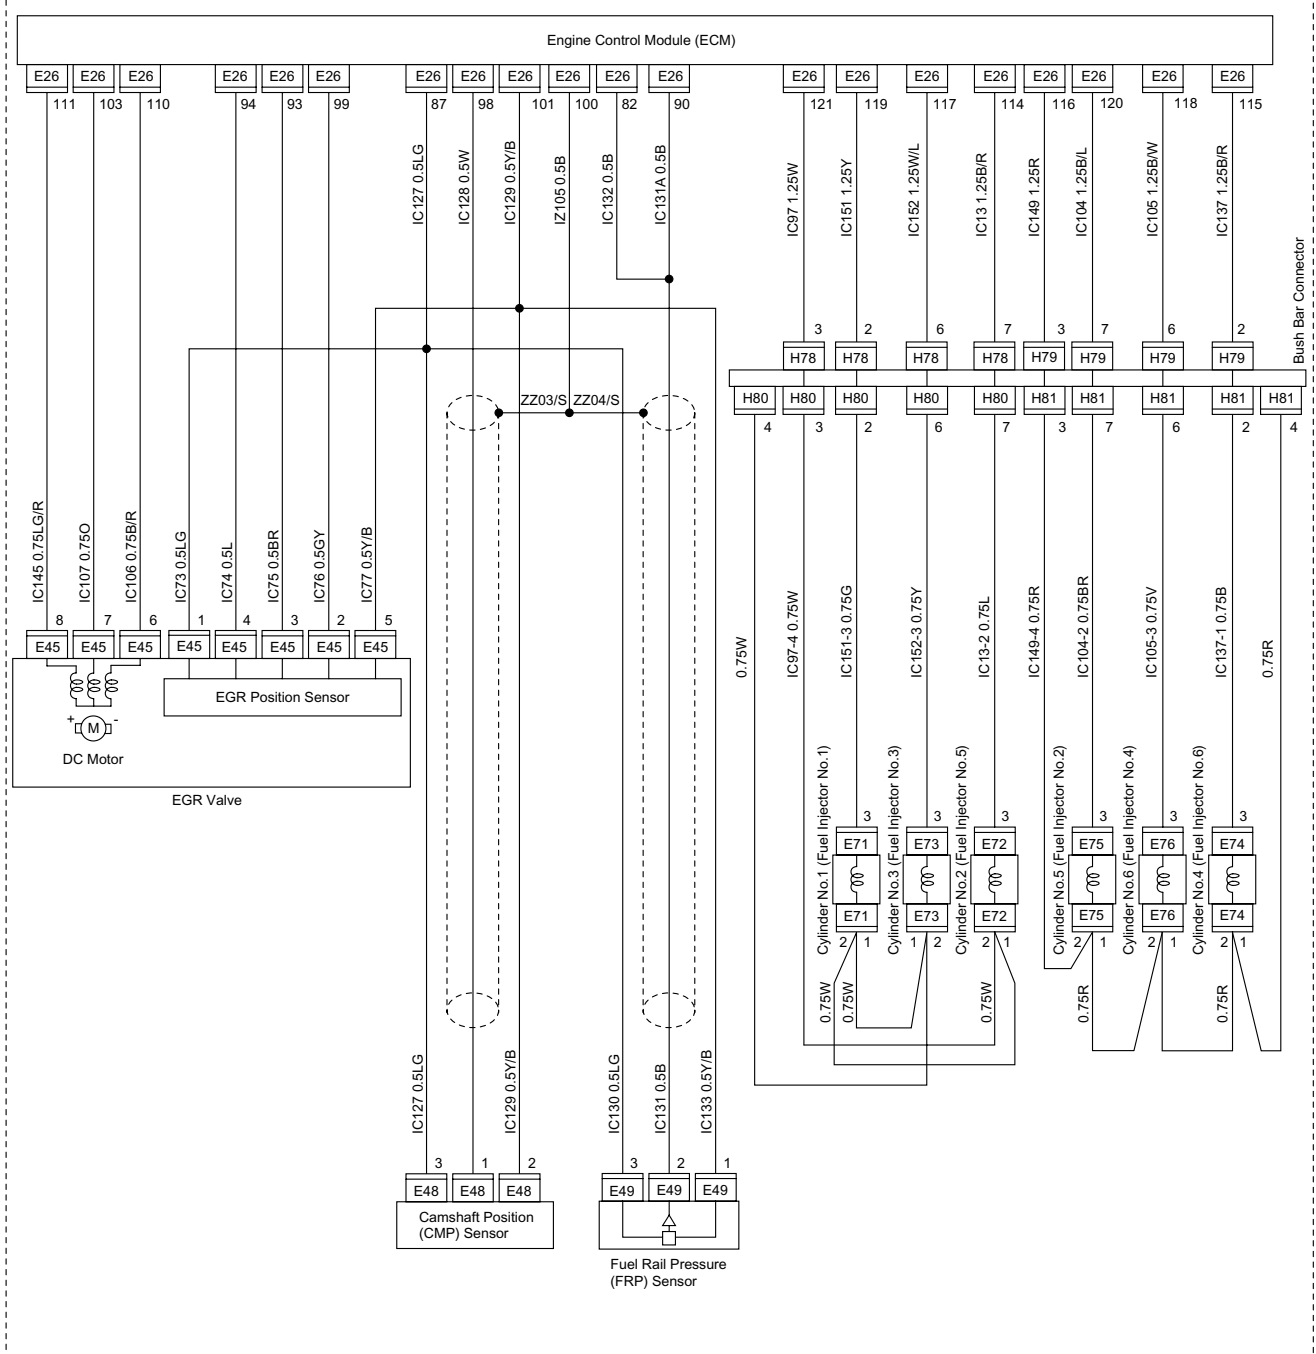 Engine Control Module (ECM)
E26 E26 E26 E26 E26 E26 E26 E26 E26 E26 E26 E26 E26 E26 E26 E26 E26 E26 E26 E26
111 103 110 94 93 99 87 98 101 100 82 90 121 119 117 114 116 120 118 115
IC127 0.5LG
IC128 0.5W
IC129 0.5Y/B
IZ105 0.5B
IC132 0.5B
IC131A 0.5B
IC97 1.25W
IC151 1.25Y
IC152 1.25W/L
IC13 1.25B/R
IC149 1.25R
IC104 1.25B/L
IC105 1.25B/W
IC137 1.25B/R
Bush Bar Connector
3 2 6 7 3 7 6 2
H78 H78 H78 H78 H79 H79 H79 H79
H80 H80 H80 H80 H80 H81 H81 H81 H81 H81
4 3 2 6 7 3 7 6 2 4
ZZ03/S ZZ04/S
IC145 0.75LG/R
IC107 0.75O
IC106 0.75B/R
IC73 0.5LG
IC74 0.5L
IC75 0.5BR
IC76 0.5GY
IC77 0.5Y/B
0.75W
IC97-4 0.75W
IC151-3 0.75G
IC152-3 0.75Y
IC13-2 0.75L
IC149-4 0.75R
IC104-2 0.75BR
IC105-3 0.75V
IC137-1 0.75B
0.75R
8 7 6 1 4 3 2 5
E45 E45 E45 E45 E45 E45 E45 E45
EGR Position Sensor
+ M -
DC Motor
EGR Valve
Cylinder No.1 (Fuel Injector No.1)
Cylinder No.3 (Fuel Injector No.3)
Cylinder No.2 (Fuel Injector No.5)
Cylinder No.5 (Fuel Injector No.2)
Cylinder No.6 (Fuel Injector No.4)
Cylinder No.4 (Fuel Injector No.6)
3 3 3 3 3 3
E71 E73 E72 E75 E76 E74
E71 E73 E72 E75 E76 E74
2 1 1 2 2 1 2 1 2 1 2 1
0.75W
0.75W
0.75W
0.75R
0.75R
IC127 0.5LG
IC129 0.5Y/B
IC130 0.5LG
IC131 0.5B
IC133 0.5Y/B
3 1 2 3 2 1
E48 E48 E48 E49 E49 E49
Camshaft Position
(CMP) Sensor
Fuel Rail Pressure
(FRP) Sensor